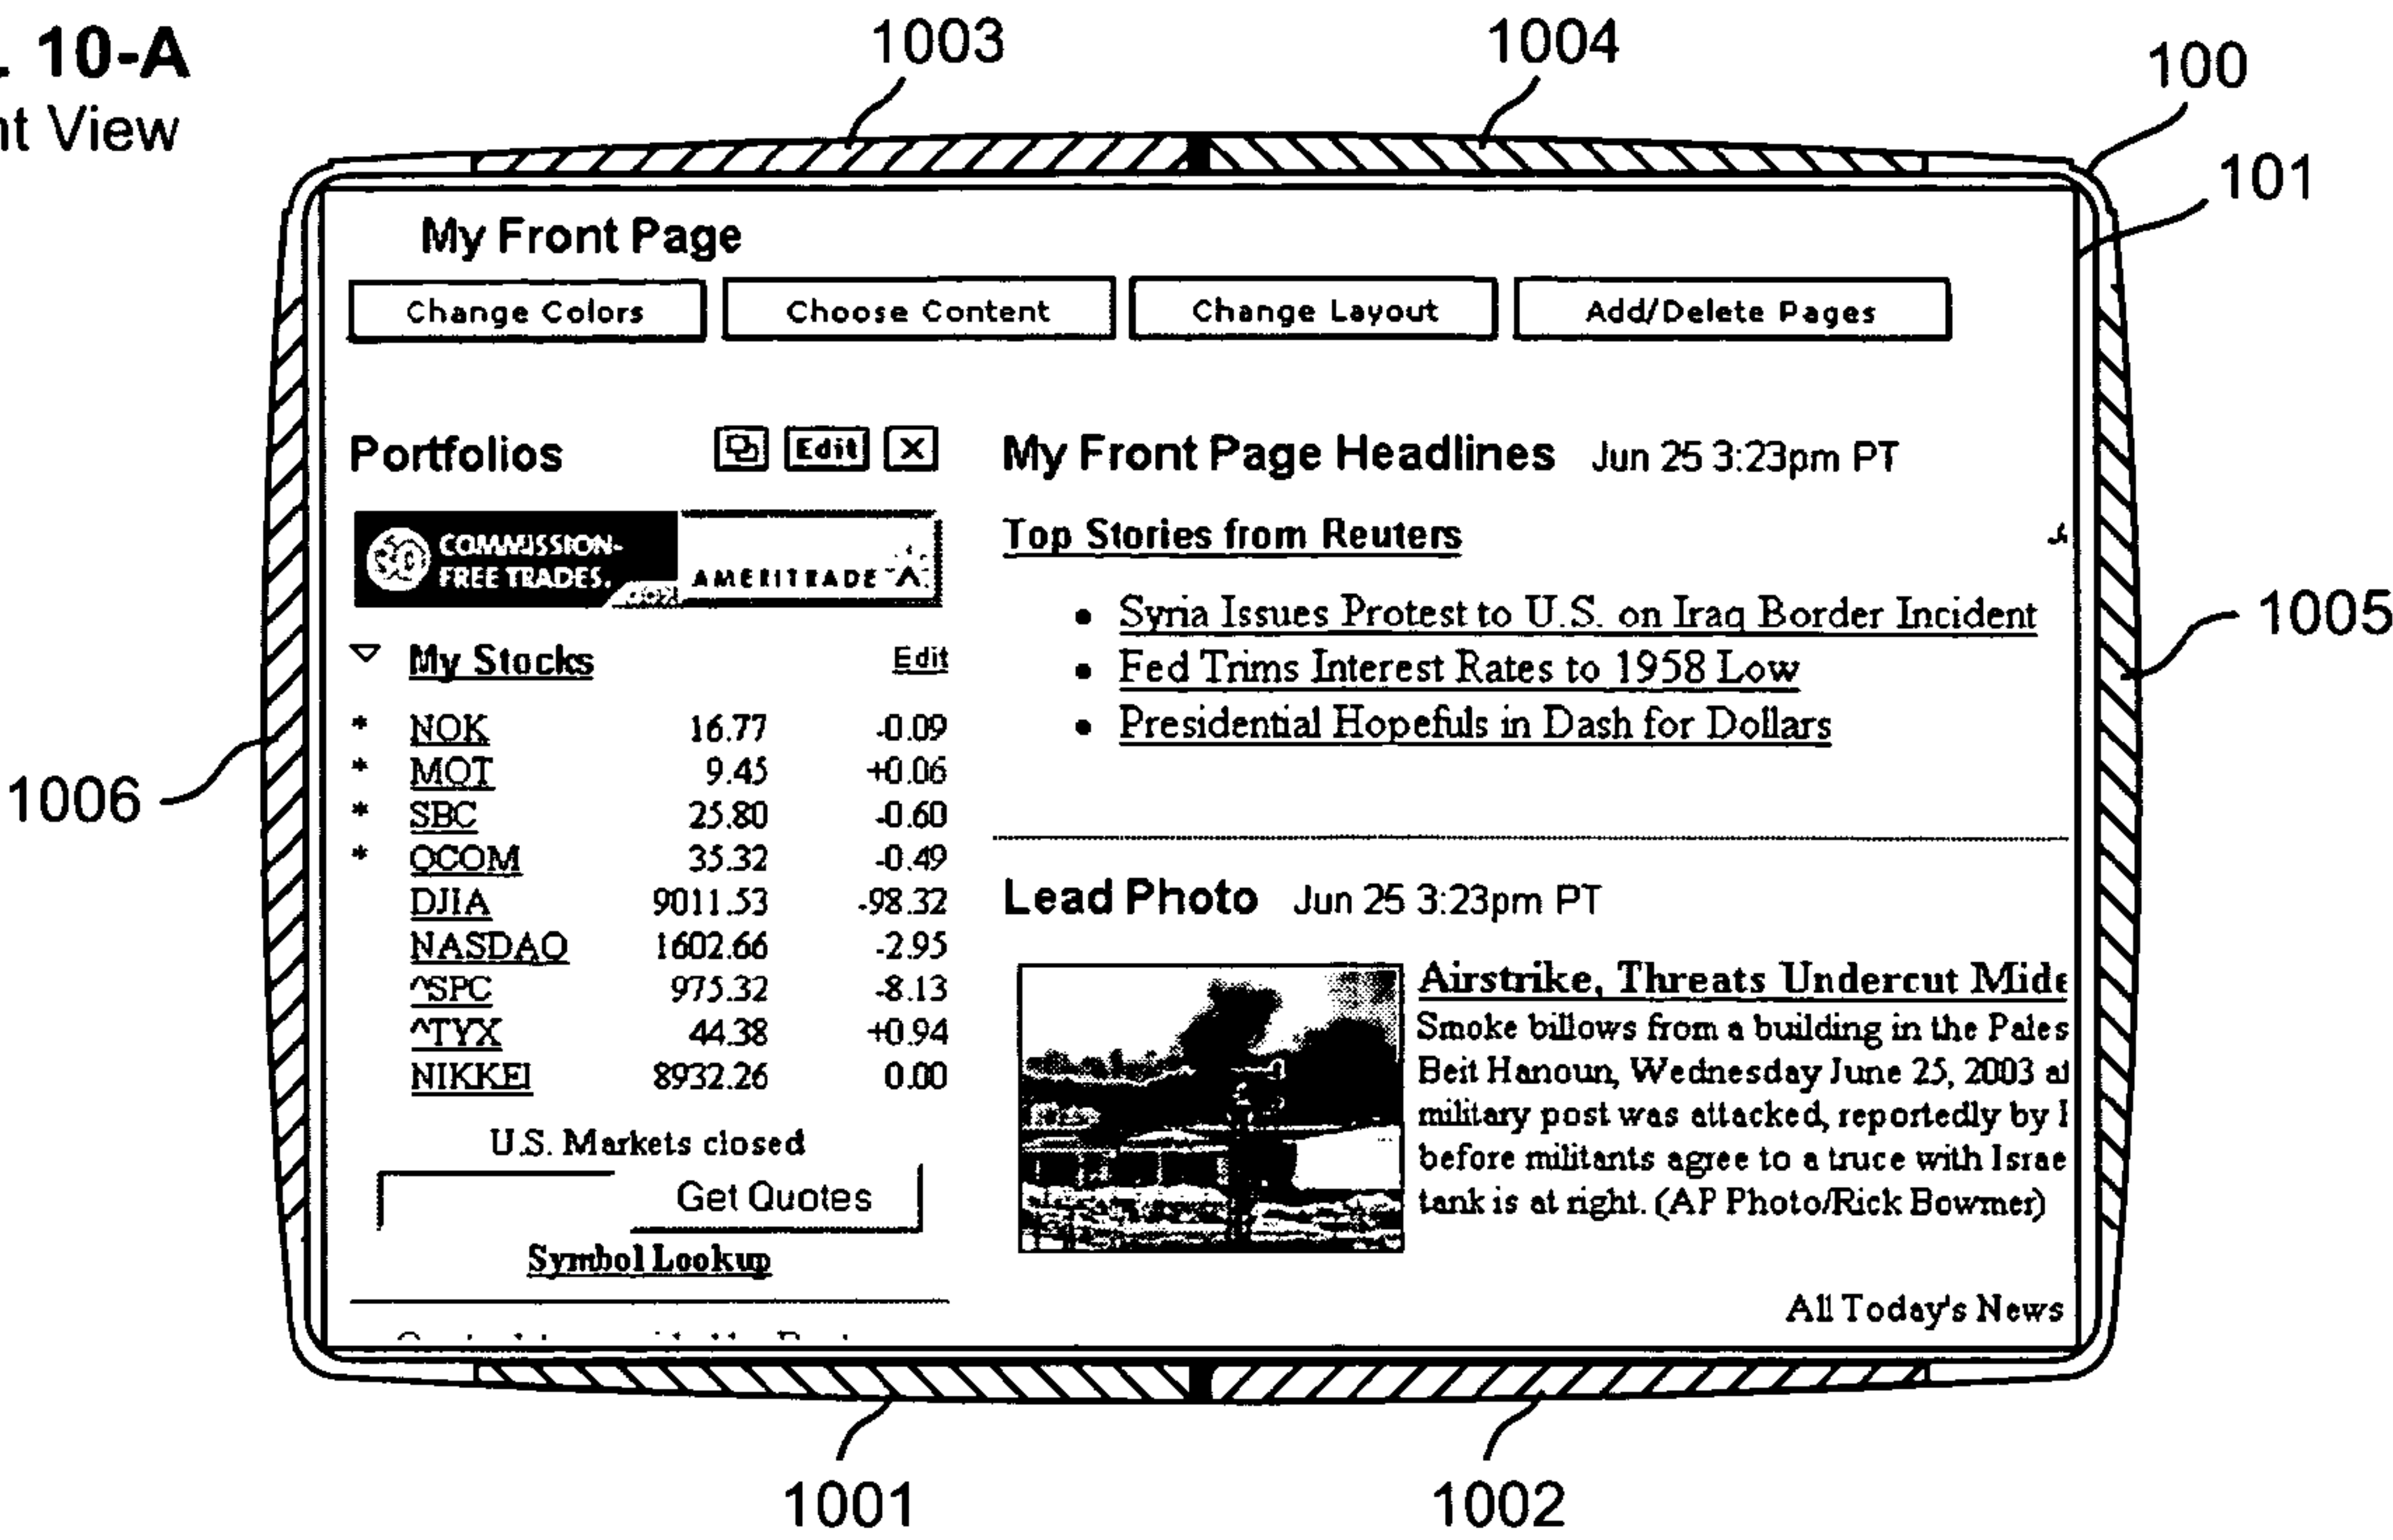 . 10-A
nt View
1003
1004
100
101
1005
1006
1001
1002
My Front Page
Change Colors
Choose Content
Change Layout
Add/Delete Pages
Portfolios
Edit
X
COMMISSION-
FREE TRADES.
AMERITRADE
My Stocks Edit
* NOK 16.77 -0.09
* MOT 9.45 +0.06
* SBC 25.80 -0.60
* QCOM 35.32 -0.49
DJIA 9011.53 -98.32
NASDAQ 1602.66 -2.95
^SPC 975.32 -8.13
^TYX 44.38 +0.94
NIKKEI 8932.26 0.00
U.S. Markets closed
Get Quotes
Symbol Lookup
My Front Page Headlines Jun 25 3:23pm PT
Top Stories from Reuters
• Syria Issues Protest to U.S. on Iraq Border Incident
• Fed Trims Interest Rates to 1958 Low
• Presidential Hopefuls in Dash for Dollars
Lead Photo Jun 25 3:23pm PT
Airstrike, Threats Undercut Mide
Smoke billows from a building in the Pales
Beit Hanoun, Wednesday June 25, 2003 at
military post was attacked, reportedly by
before militants agree to a truce with Israe
tank is at right. (AP Photo/Rick Bowmer)
All Today's News